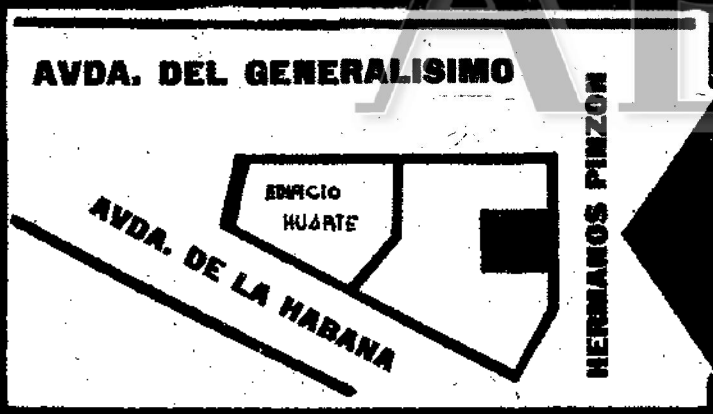 AVDA. DEL GENERALISIMO
HERMANOS PINZON
EDIFICIO
HUARTE
AVDA. DE LA HABANA